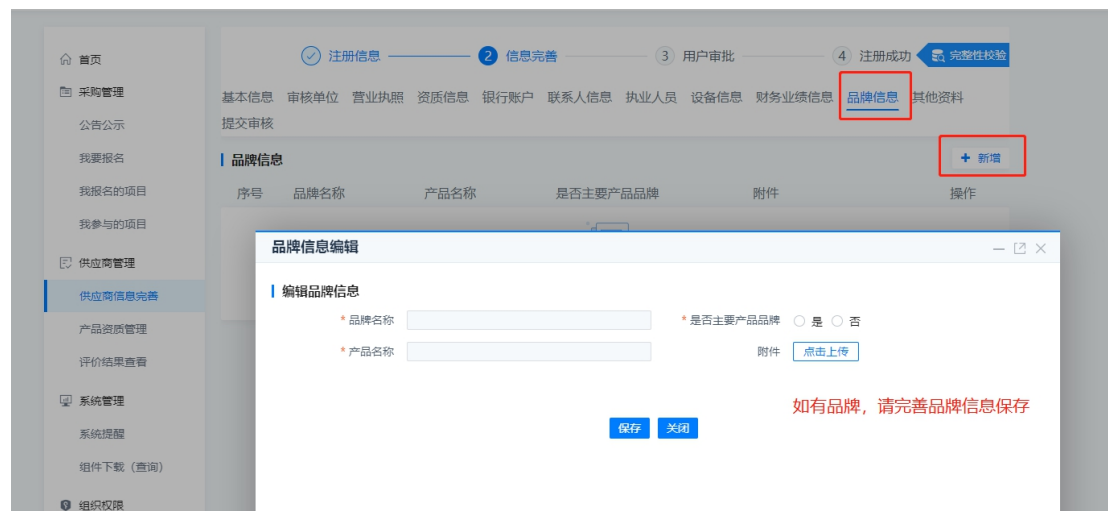 首页
采购管理
公告公示
我要报名
我报名的项目
我参与的项目
供应商管理
供应商信息完善
产品资质管理
评价结果查看
系统管理
系统提醒
组件下载（查询）
组织权限
注册信息 2 信息完善 3 用户审批 4 注册成功 完整性校验
基本信息 审核单位 营业执照 资质信息 银行账户 联系人信息 执业人员 设备信息 财务业绩信息 品牌信息 其他资料
提交审核
品牌信息 + 新增
序号 品牌名称 产品名称 是否主要产品品牌 附件 操作
品牌信息编辑
编辑品牌信息
* 品牌名称 * 是否主要产品品牌 是 否
* 产品名称 附件 点击上传
如有品牌，请完善品牌信息保存
保存 关闭